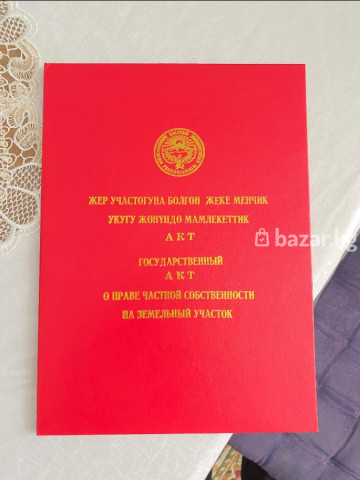 ЖЕР УЧАСТОГУНА БОЛГОН ЖЕКЕ МЕНЧИК
УКУГУ ЖӨНҮНДӨ МАМЛЕКЕТТИК
АКТ
ГОСУДАРСТВЕННЫЙ
АКТ
О ПРАВЕ ЧАСТНОЙ СОБСТВЕННОСТИ
НА ЗЕМЕЛЬНЫЙ УЧАСТОК
bazar.kg